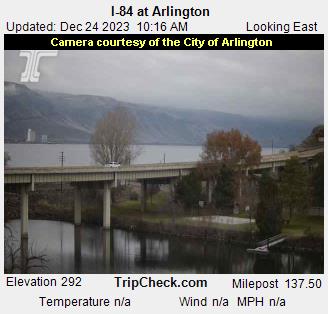 I-84 at Arlington
Updated: Dec 24 2023 10:16 AM Looking East
Camera courtesy of the City of Arlington
Elevation 292 TripCheck.com Milepost 137.50
Temperature n/a Wind n/a MPH n/a